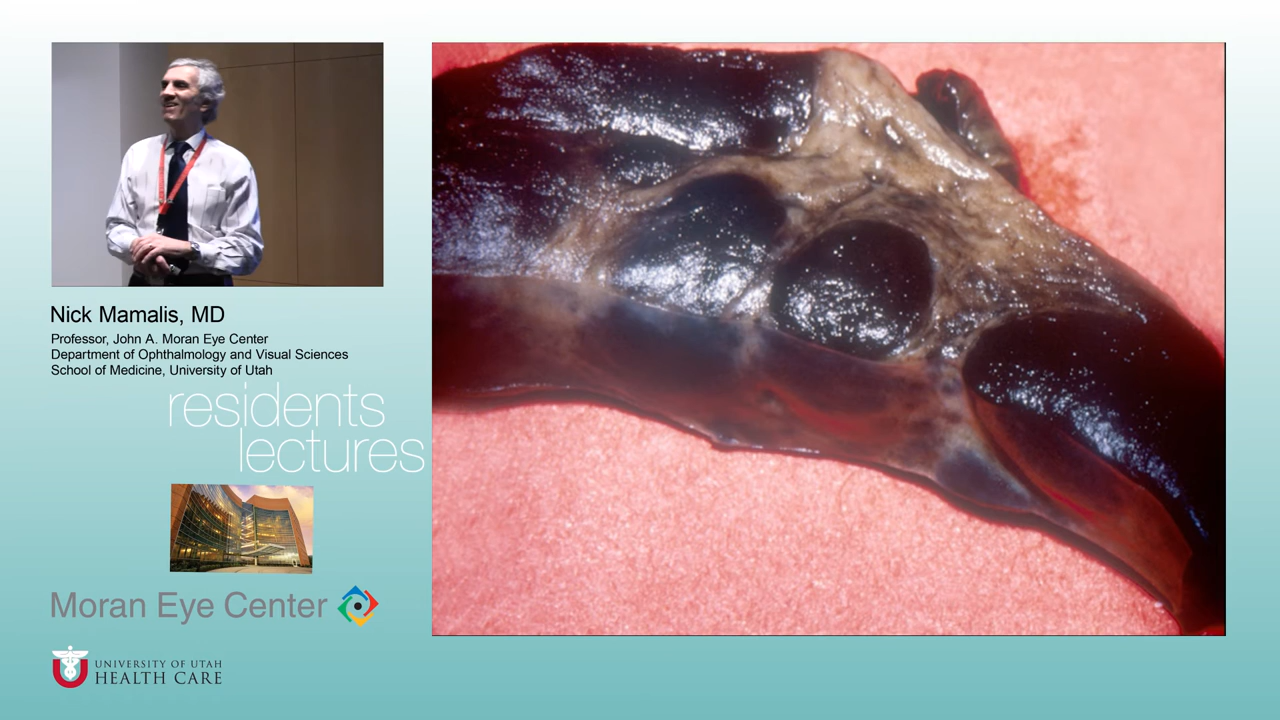 Nick Mamalis, MD
Professor, John A. Moran Eye Center
Department of Ophthalmology and Visual Sciences
School of Medicine, University of Utah
residents
lectures
Moran Eye Center
UNIVERSITY OF UTAH
HEALTH CARE